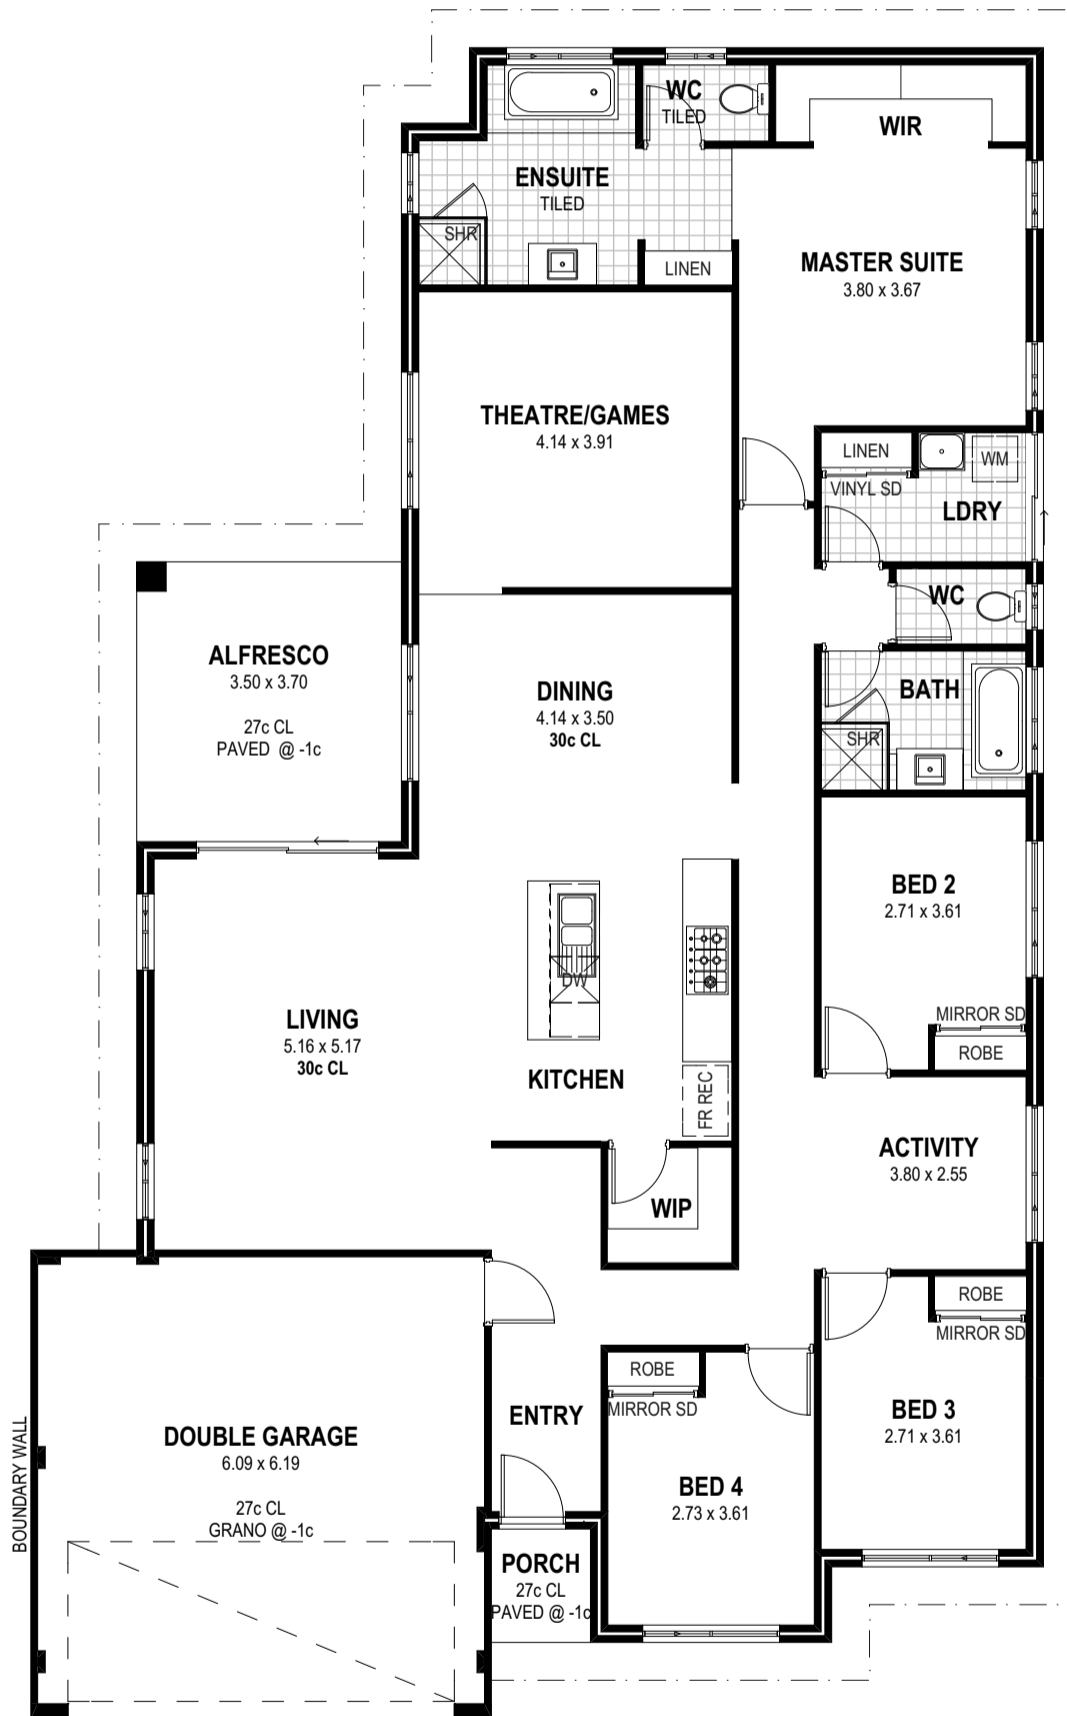 WC
TILED
WIR
ENSUITE
TILED
SHR
LINEN
MASTER SUITE
3.80 x 3.67
THEATRE/GAMES
4.14 x 3.91
LINEN
WM
VINYL SD
LDRY
WC
ALFRESCO
3.50 x 3.70
27c CL
PAVED @ -1c
DINING
4.14 x 3.50
30c CL
BATH
SHR
BED 2
2.71 x 3.61
MIRROR SD
ROBE
DW
LIVING
5.16 x 5.17
30c CL
KITCHEN
FR REC
ACTIVITY
3.80 x 2.55
WIP
ROBE
MIRROR SD
ROBE
MIRROR SD
ENTRY
BED 3
2.71 x 3.61
DOUBLE GARAGE
6.09 x 6.19
27c CL
GRANO @ -1c
BOUNDARY WALL
BED 4
2.73 x 3.61
PORCH
27c CL
PAVED @ -1c